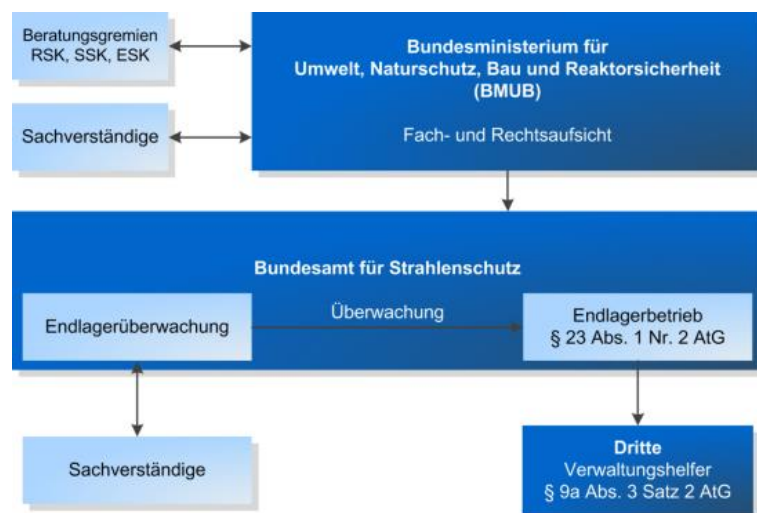 Beratungsgremien
RSK, SSK, ESK
Bundesministerium für
Umwelt, Naturschutz, Bau und Reaktorsicherheit
(BMUB)
Sachverständige
Fach- und Rechtsaufsicht
Bundesamt für Strahlenschutz
Endlagerüberwachung
Überwachung
Endlagerbetrieb
§ 23 Abs. 1 Nr. 2 AtG
Sachverständige
Dritte
Verwaltungshelfer
§ 9a Abs. 3 Satz 2 AtG